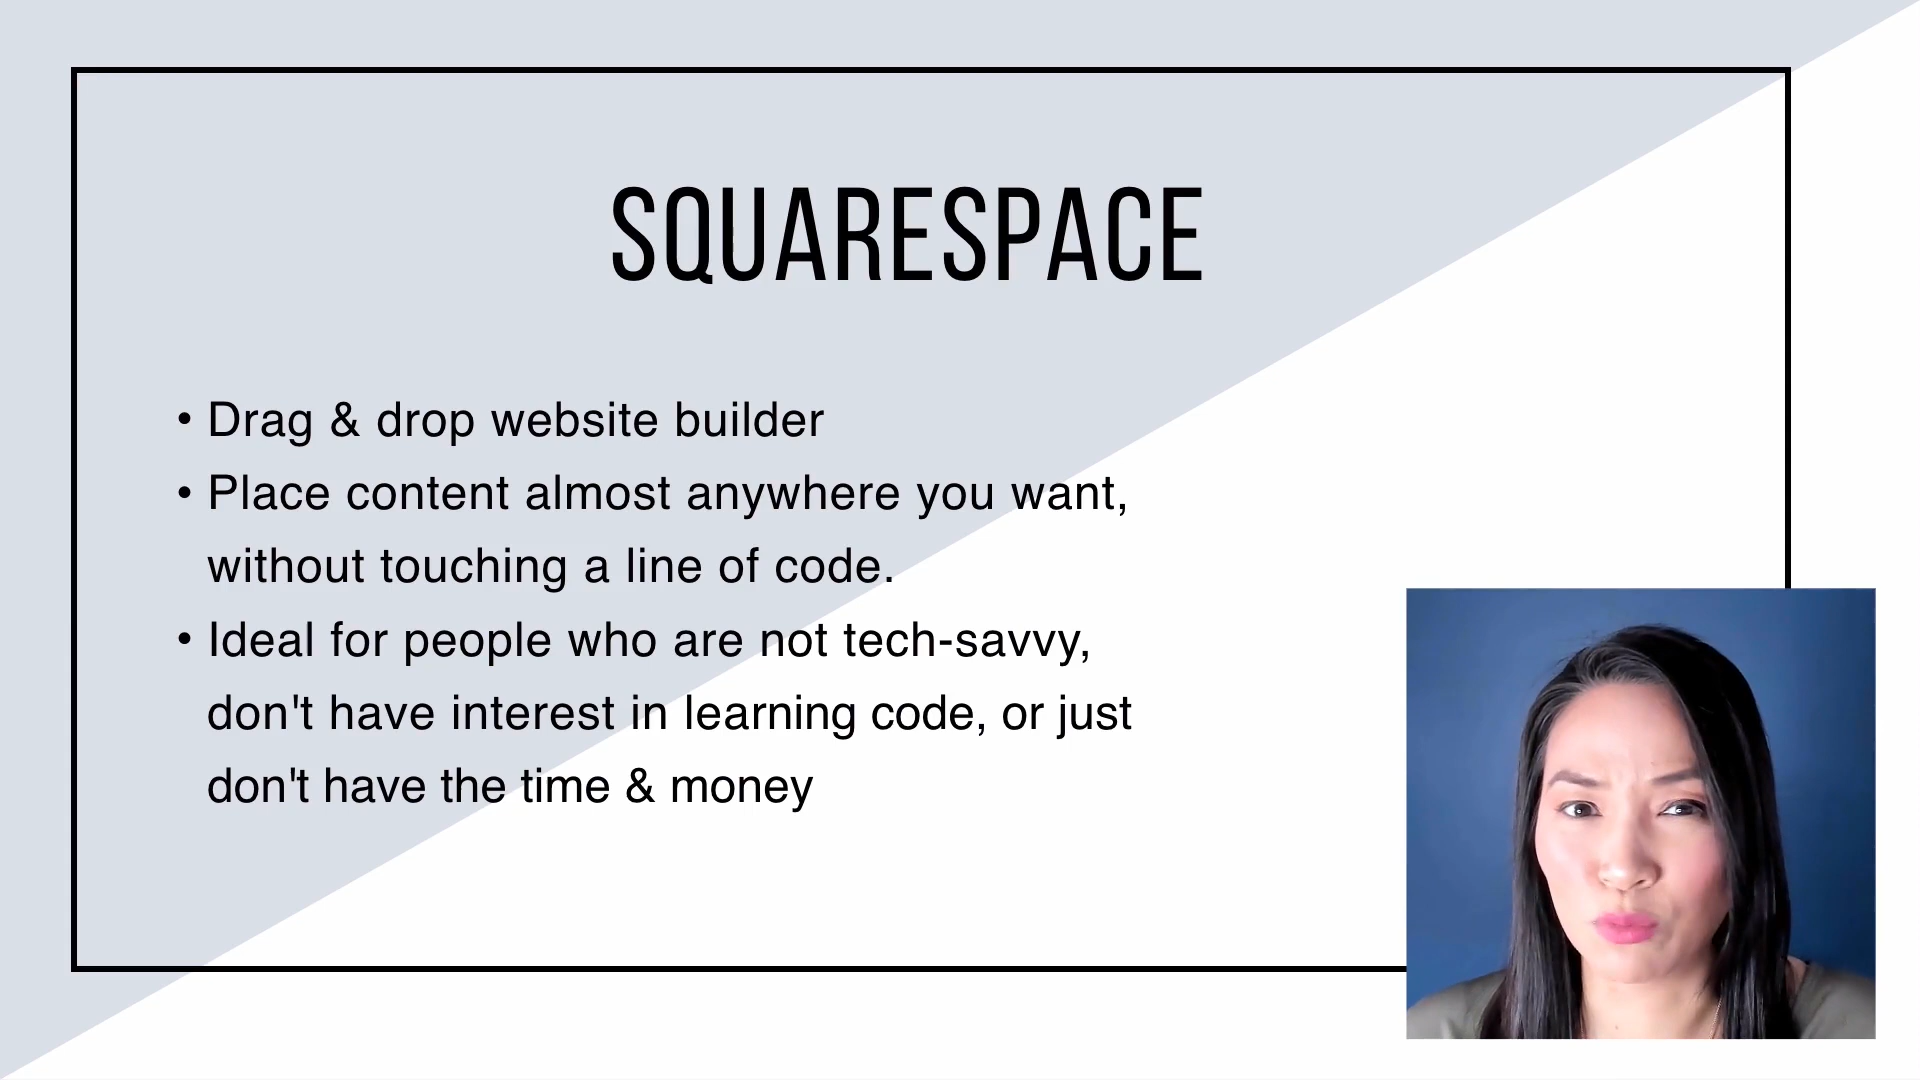 SQUARESPACE
• Drag & drop website builder
• Place content almost anywhere you want,
without touching a line of code.
• Ideal for people who are not tech-savvy,
don't have interest in learning code, or just
don't have the time & money